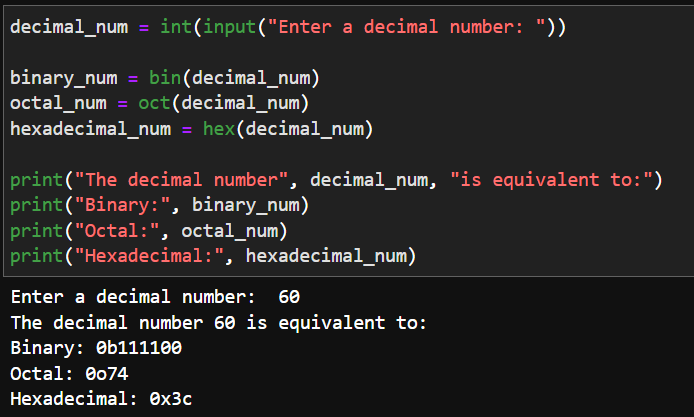 decimal_num = int(input("Enter a decimal number: "))
binary_num = bin(decimal_num)
octal_num = oct(decimal_num)
hexadecimal_num = hex(decimal_num)
print("The decimal number", decimal_num, "is equivalent to:")
print("Binary:", binary_num)
print("Octal:", octal_num)
print("Hexadecimal:", hexadecimal_num)
Enter a decimal number:  60
The decimal number 60 is equivalent to:
Binary: 0b111100
Octal: 0o74
Hexadecimal: 0x3c